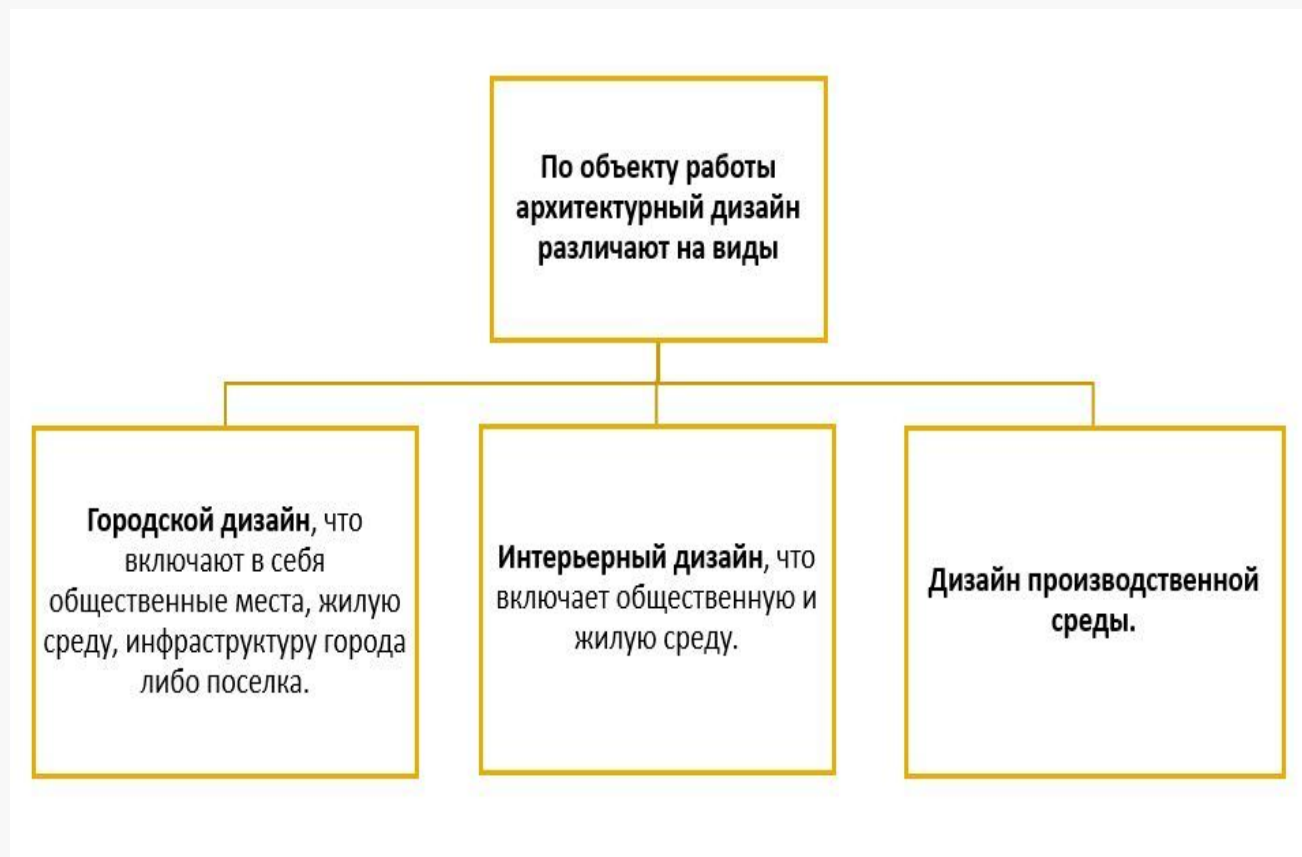 По объекту работы
архитектурный дизайн
различают на виды
Городской дизайн, что
включают в себя
общественные места, жилую
среду, инфраструктуру города
либо поселка.
Интерьерный дизайн, что
включает общественную и
жилую среду.
Дизайн производственной
среды.